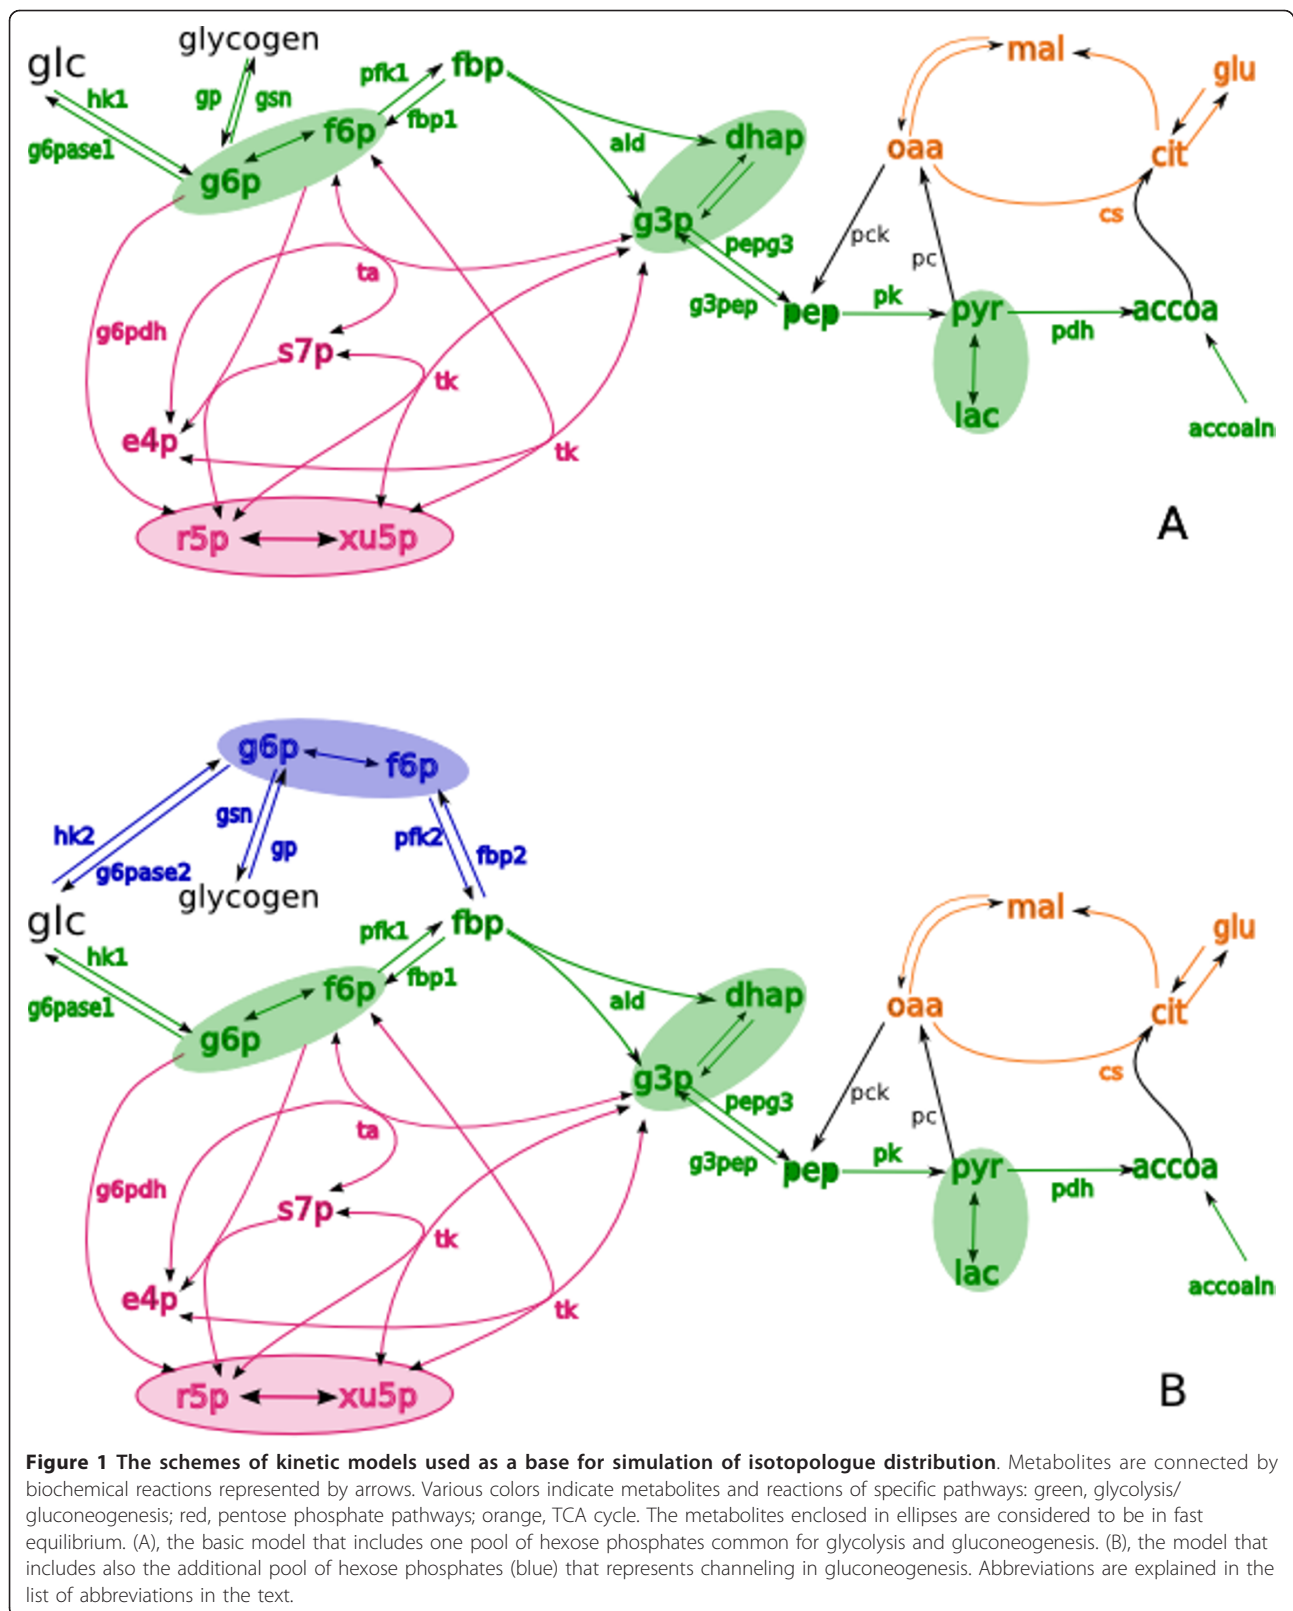 glycogen
glc
fbp
mal
glu
hk1
gp
gsn
pfk1
fbp1
g6pase1
f6p
g6p
ald
dhap
oaa
cit
g3p
cs
pepg3
pck
pc
ta
g3pep
pep
pk
pyr
pdh
accoa
g6pdh
s7p
tk
lac
accoaIn
e4p
tk
r5p
xu5p
A
g6p
f6p
gsn
gp
hk2
g6pase2
pfk2
fbp2
glycogen
glc
fbp
mal
glu
hk1
pfk1
fbp1
g6pase1
f6p
g6p
ald
dhap
oaa
cit
g3p
cs
pepg3
pck
pc
ta
g3pep
pep
pk
pyr
pdh
accoa
g6pdh
s7p
tk
lac
accoaIn
e4p
tk
r5p
xu5p
B
Figure 1 The schemes of kinetic models used as a base for simulation of isotopologue distribution. Metabolites are connected by
biochemical reactions represented by arrows. Various colors indicate metabolites and reactions of specific pathways: green, glycolysis/
gluconeogenesis; red, pentose phosphate pathways; orange, TCA cycle. The metabolites enclosed in ellipses are considered to be in fast
equilibrium. (A), the basic model that includes one pool of hexose phosphates common for glycolysis and gluconeogenesis. (B), the model that
includes also the additional pool of hexose phosphates (blue) that represents channeling in gluconeogenesis. Abbreviations are explained in the
list of abbreviations in the text.